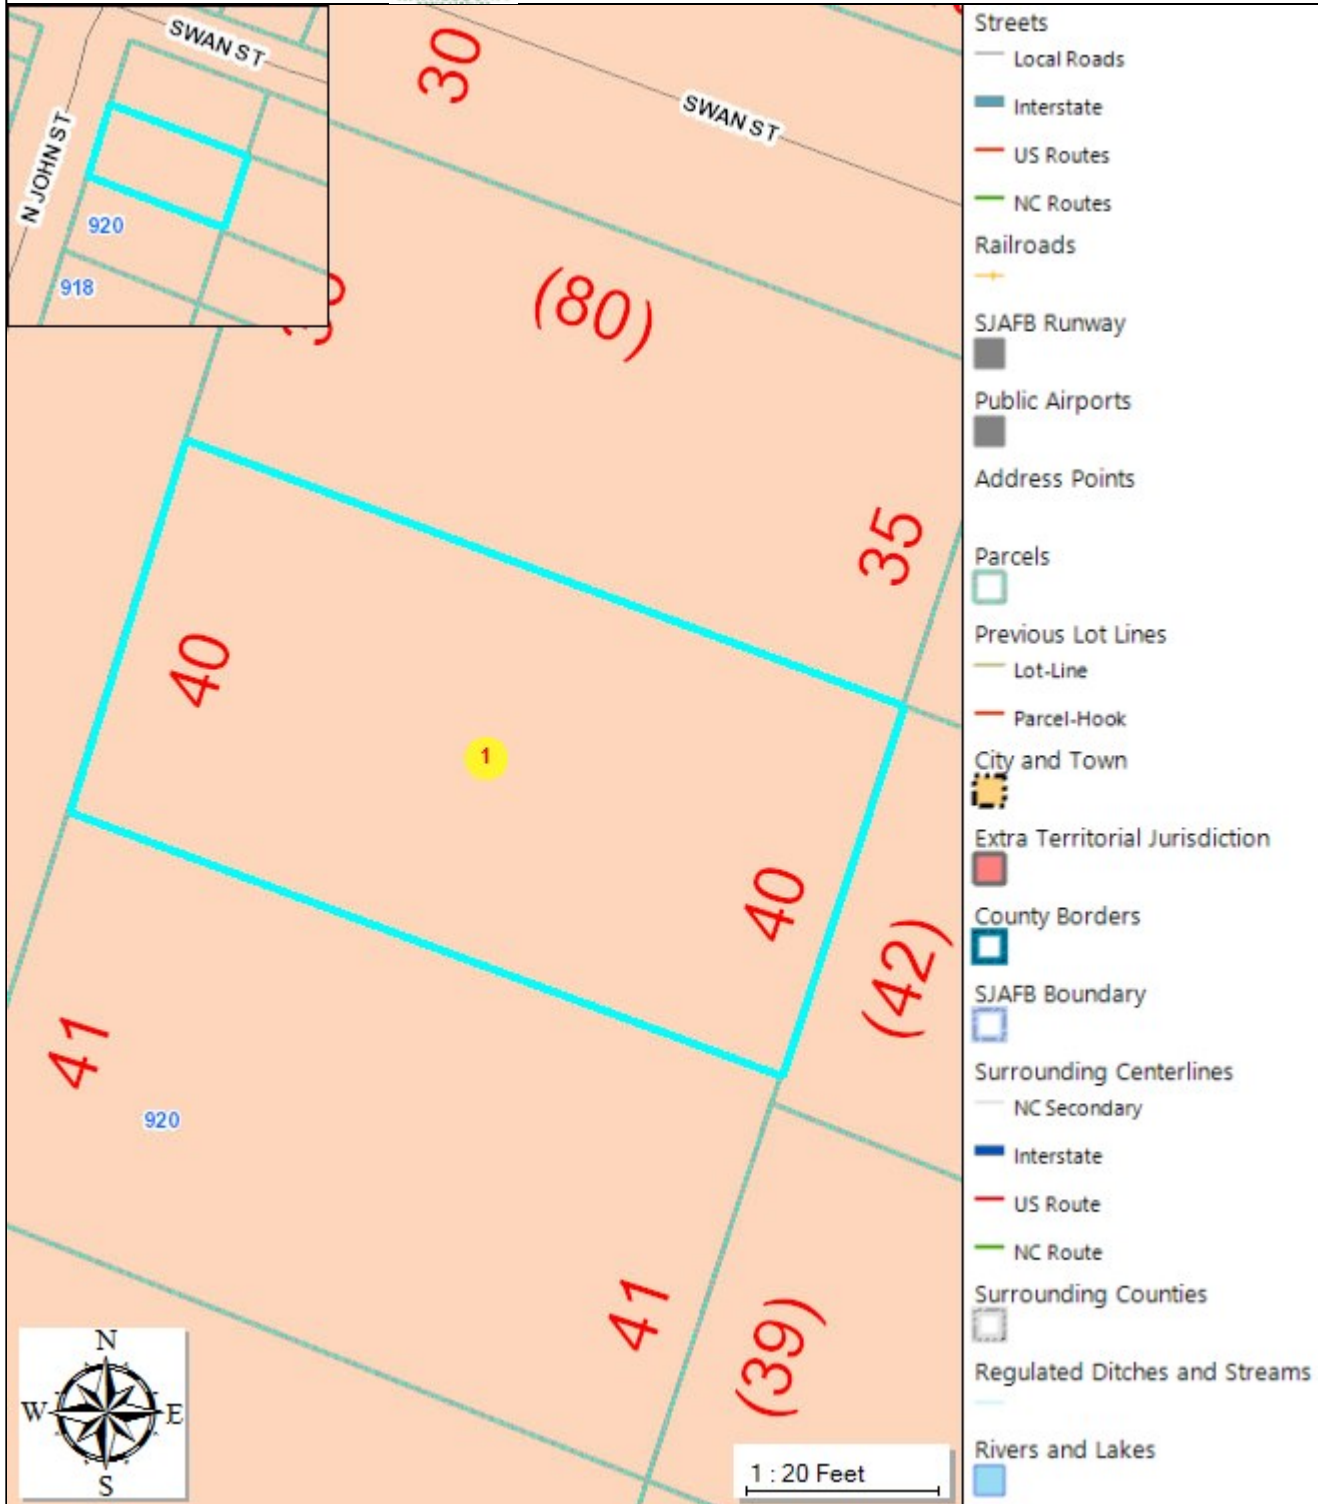 SWAN ST
N JOHN ST
920
918
30
SWAN ST
(80)
35
40
1
40
(42)
41
920
41
(39)
N
W
E
S
1 : 20 Feet
Streets
Local Roads
Interstate
US Routes
NC Routes
Railroads
SJAFB Runway
Public Airports
Address Points
Parcels
Previous Lot Lines
Lot-Line
Parcel-Hook
City and Town
Extra Territorial Jurisdiction
County Borders
SJAFB Boundary
Surrounding Centerlines
NC Secondary
Interstate
US Route
NC Route
Surrounding Counties
Regulated Ditches and Streams
Rivers and Lakes